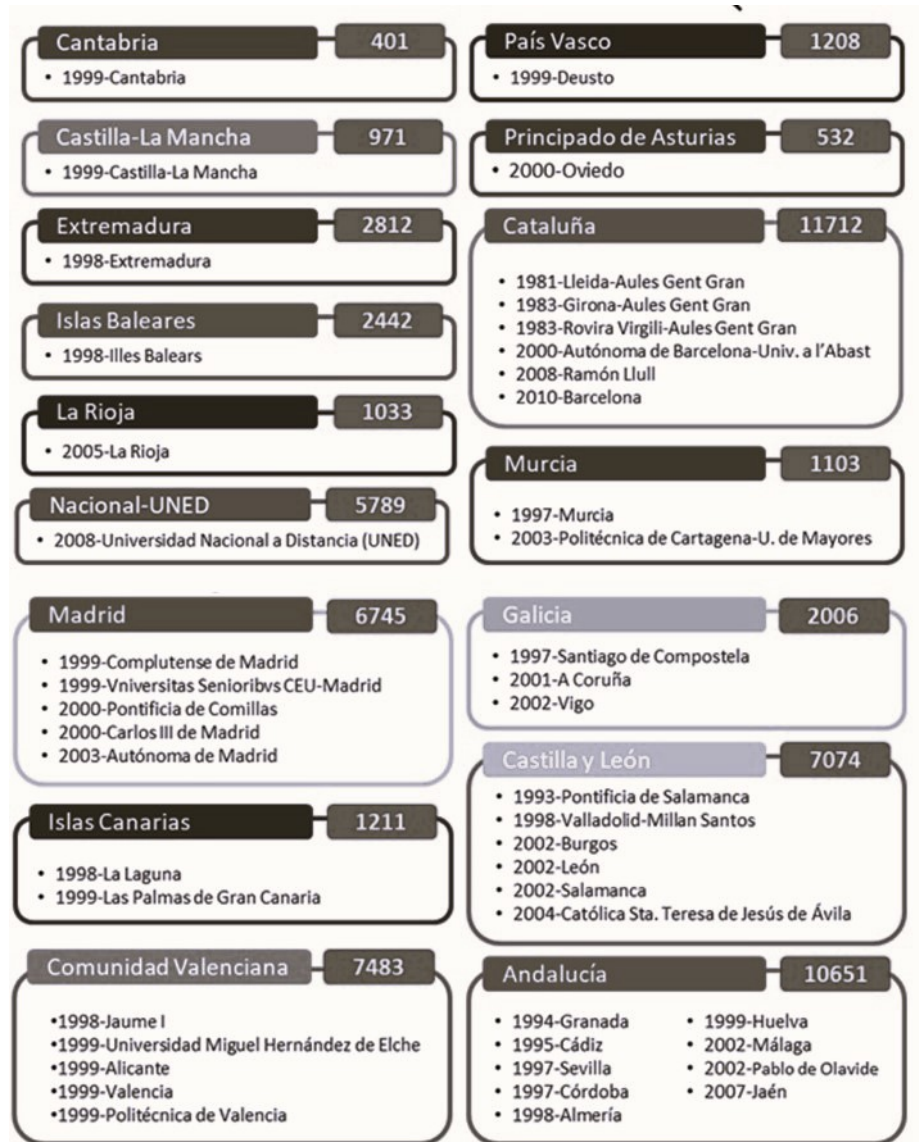 Cantabria 401
• 1999-Cantabria
País Vasco 1208
• 1999-Deusto
Castilla-La Mancha 971
• 1999-Castilla-La Mancha
Principado de Asturias 532
• 2000-Oviedo
Extremadura 2812
• 1998-Extremadura
Cataluña 11712
• 1981-Lleida-Aules Gent Gran
• 1983-Girona-Aules Gent Gran
• 1983-Rovira Virgili-Aules Gent Gran
• 2000-Autónoma de Barcelona-Univ. a l’Abast
• 2008-Ramón Llull
• 2010-Barcelona
Islas Baleares 2442
• 1998-Illes Balears
La Rioja 1033
• 2005-La Rioja
Murcia 1103
• 1997-Murcia
• 2003-Politécnica de Cartagena-U. de Mayores
Nacional-UNED 5789
• 2008-Universidad Nacional a Distancia (UNED)
Madrid 6745
• 1999-Complutense de Madrid
• 1999-Vniversitas Senioribvs CEU-Madrid
• 2000-Pontificia de Comillas
• 2000-Carlos III de Madrid
• 2003-Autónoma de Madrid
Galicia 2006
• 1997-Santiago de Compostela
• 2001-A Coruña
• 2002-Vigo
Castilla y León 7074
• 1993-Pontificia de Salamanca
• 1998-Valladolid-Millan Santos
• 2002-Burgos
• 2002-León
• 2002-Salamanca
• 2004-Católica Sta. Teresa de Jesús de Ávila
Islas Canarias 1211
• 1998-La Laguna
• 1999-Las Palmas de Gran Canaria
Comunidad Valenciana 7483
•1998-Jaume I
•1999-Universidad Miguel Hernández de Elche
•1999-Alicante
•1999-Valencia
•1999-Politécnica de Valencia
Andalucía 10651
• 1994-Granada
• 1995-Cádiz
• 1997-Sevilla
• 1997-Córdoba
• 1998-Almería
• 1999-Huelva
• 2002-Málaga
• 2002-Pablo de Olavide
• 2007-Jaén